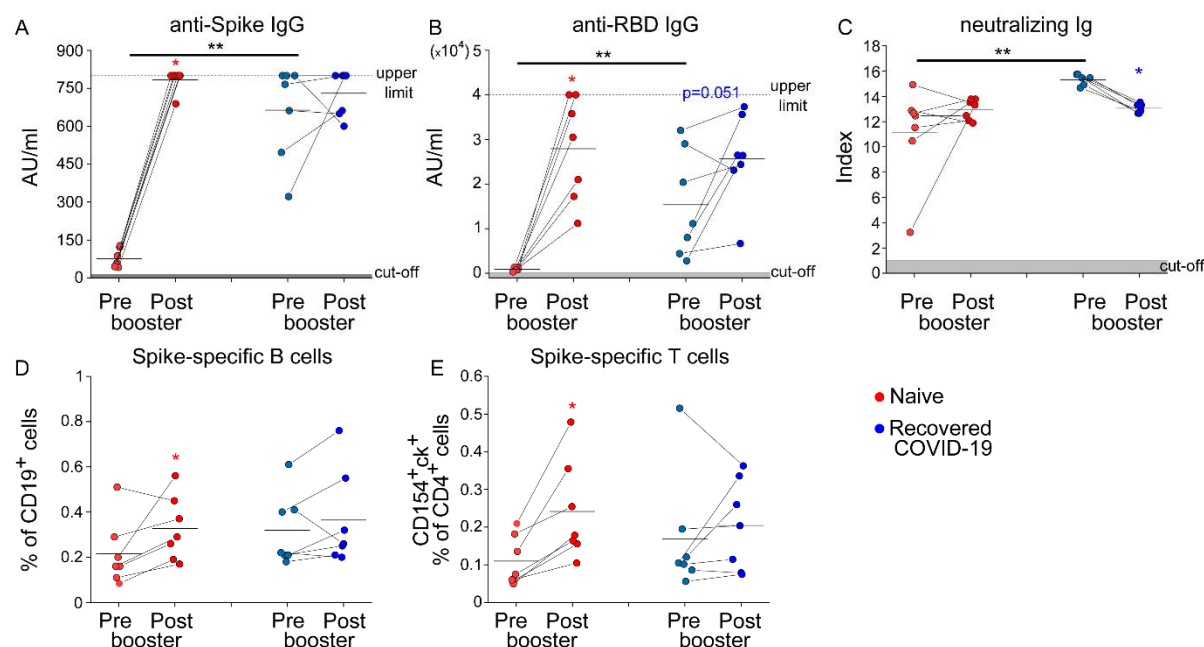 A
anti-Spike IgG
AU/ml
900
750
600
450
300
150
0
**
*
upper
limit
cut-off
Pre Post Pre Post
booster booster
B
anti-RBD IgG
(x10⁴)
AU/ml
4
2
0
**
*
p=0.051
upper
limit
cut-off
Pre Post Pre Post
booster booster
C
neutralizing Ig
Index
16
14
12
10
8
6
4
2
1
0
**
*
cut-off
Pre Post Pre Post
booster booster
D
Spike-specific B cells
% of CD19⁺ cells
1
0.8
0.6
0.4
0.2
0
*
Pre Post Pre Post
booster booster
E
Spike-specific T cells
CD154⁺ck⁺
% of CD4⁺ cells
0.6
0.5
0.4
0.3
0.2
0.1
0
*
Pre Post Pre Post
booster booster
Naive
Recovered
COVID-19